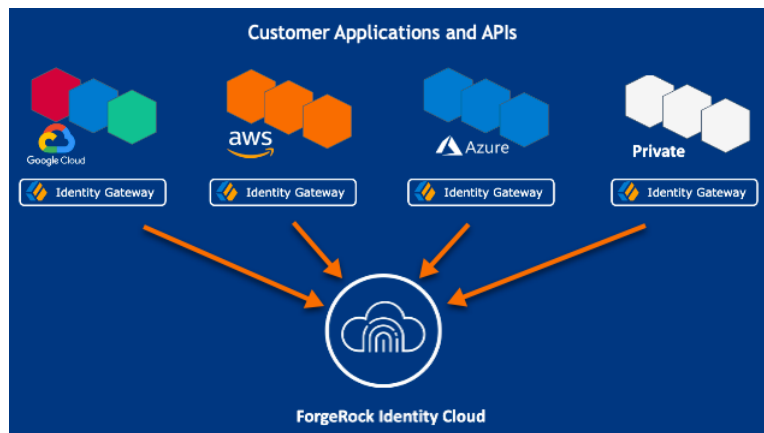 Customer Applications and APIs
Google Cloud
aws
Azure
Private
Identity Gateway
Identity Gateway
Identity Gateway
Identity Gateway
ForgeRock Identity Cloud